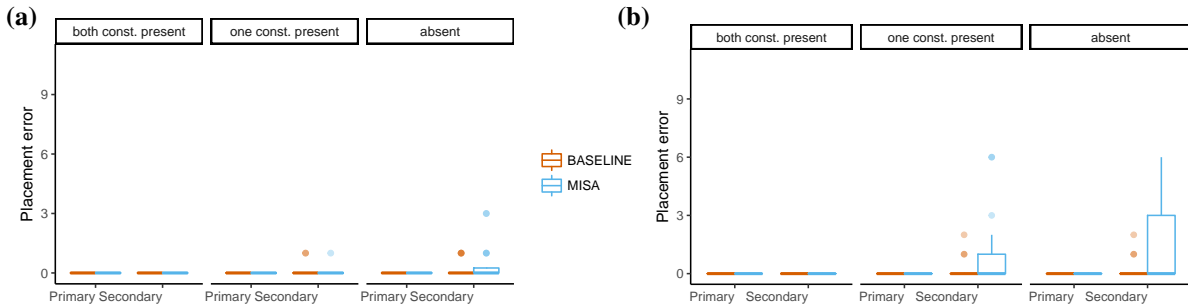 (a)
both const. present
one const. present
absent
Placement error
9
6
3
0
Primary Secondary
Primary Secondary
Primary Secondary
BASELINE
MISA
(b)
both const. present
one const. present
absent
Placement error
9
6
3
0
Primary Secondary
Primary Secondary
Primary Secondary